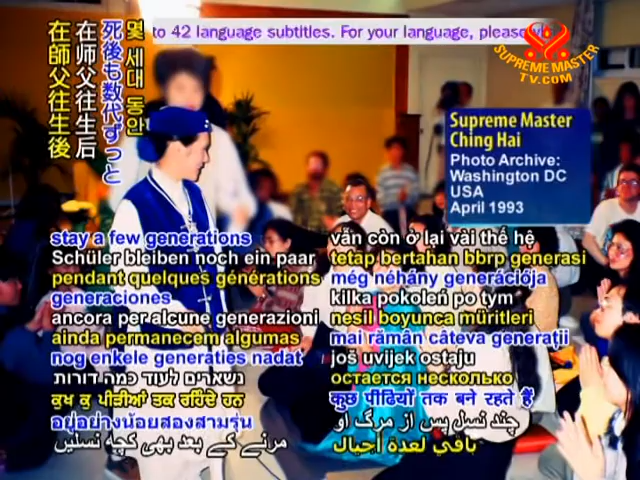 to 42 language subtitles. For your language, please vi
SUPREME MASTER
TV.COM
몇 세대 동안
死後も数代ずっと
在师父往生后
在師父往生後
Supreme Master
Ching Hai
Photo Archive:
Washington DC
USA
April 1993
stay a few generations
Schüler bleiben noch ein paar
pendant quelques générations
generaciones
ancora per alcune generazioni
ainda permanecem algumas
nog enkele generaties nadat
נשארים לעוד כמה דורות
ਕੁਖ ਕੁ ਪੀੜੀਆਂ ਤਕ ਰਹਿੰਦੇ ਹਨ
อยู่อย่างน้อยสองสามรุ่น
مرنے کے بعد بھی کچھ نسلیں
vẫn còn ở lại vài thế hệ
tetap bertahan bbrp generasi
még néhány generációja
kilka pokoleń po tym
nesil boyunca müritleri
mai rămân câteva generaţii
još uvijek ostaju
остается несколько
कुछ पीढियों तक बने रहते हैं
چند نسل پس از مرگ او
باقي لعدة أجيال